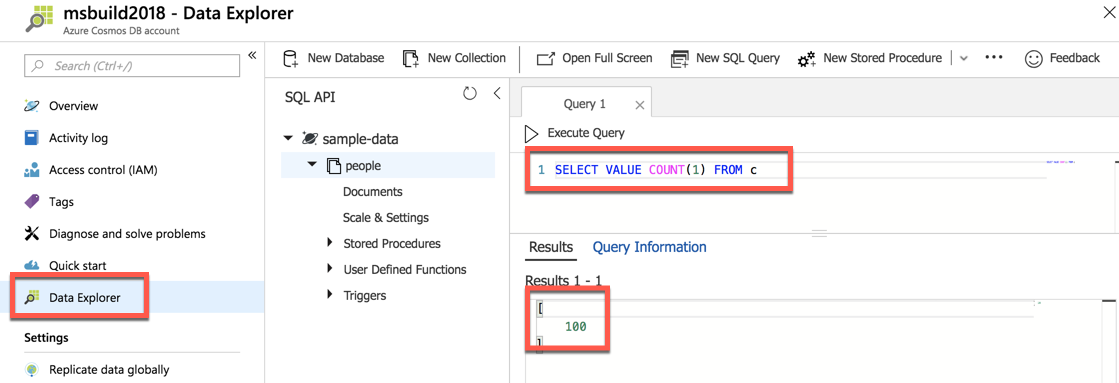 msbuild2018 - Data Explorer
Azure Cosmos DB account
Search (Ctrl+/)
Overview
Activity log
Access control (IAM)
Tags
Diagnose and solve problems
Quick start
Data Explorer
Settings
Replicate data globally
New Database
New Collection
Open Full Screen
New SQL Query
New Stored Procedure
Feedback
SQL API
sample-data
people
Documents
Scale & Settings
Stored Procedures
User Defined Functions
Triggers
Query 1
Execute Query
1 SELECT VALUE COUNT(1) FROM c
Results
Query Information
Results 1 - 1
[
100
]